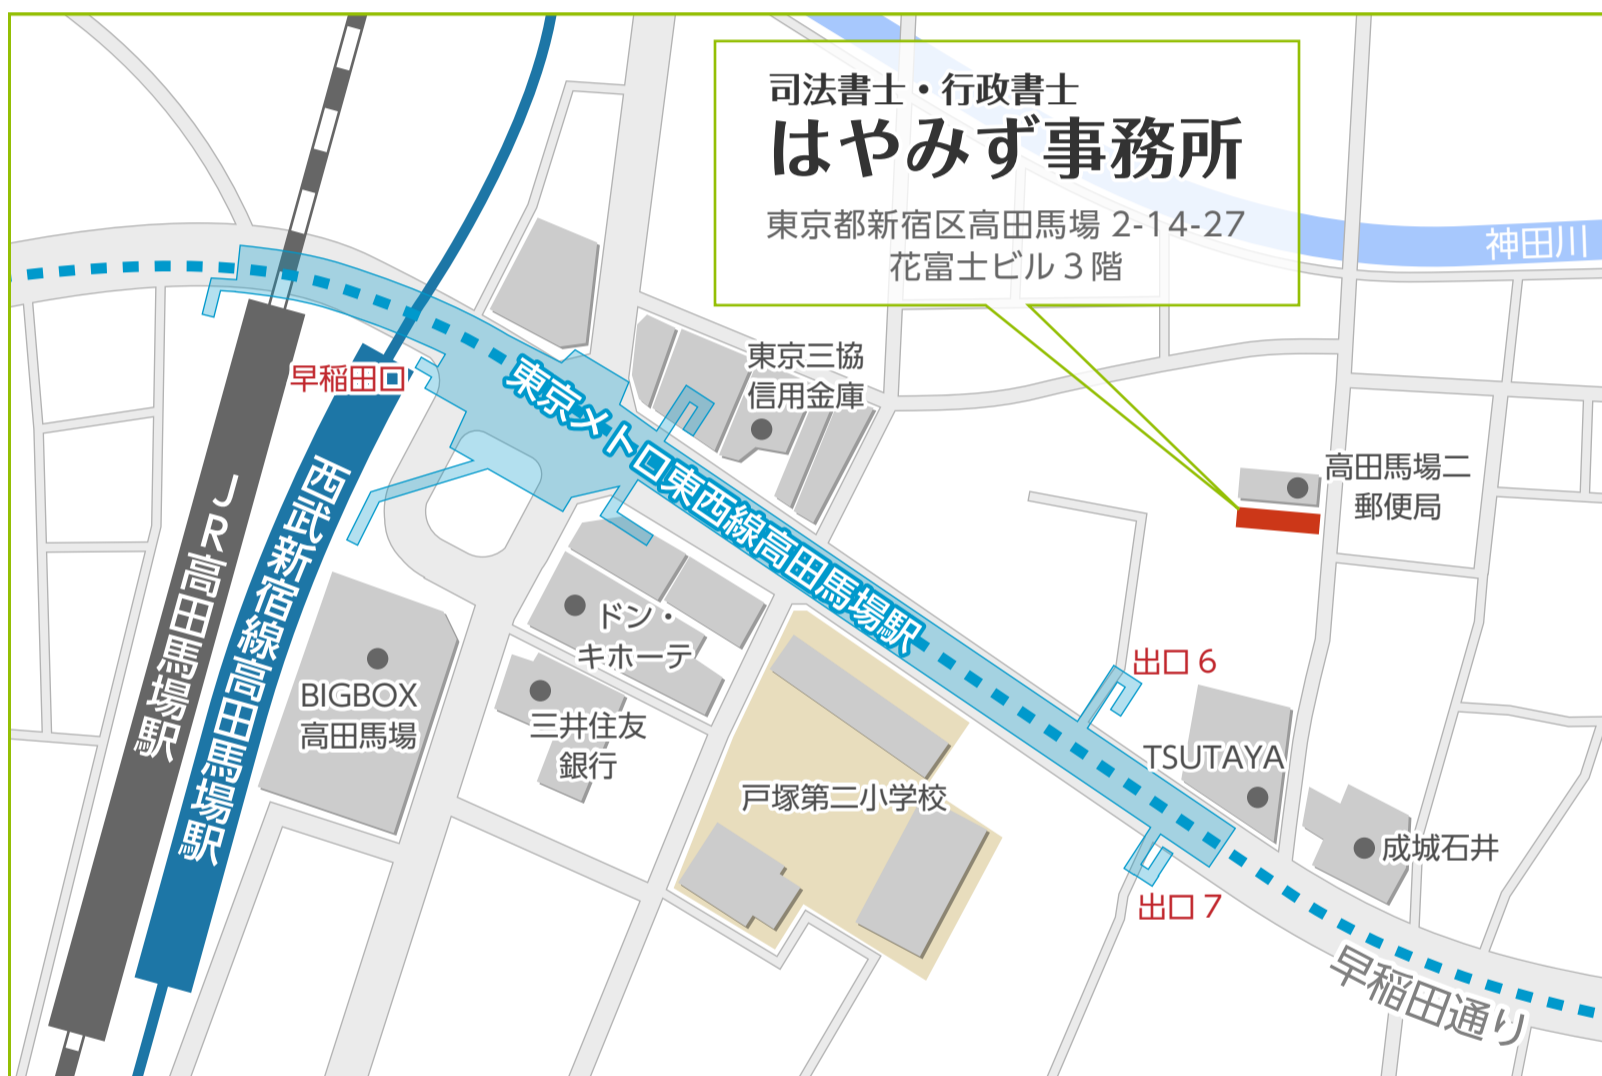 司法書士・行政書士
はやみず事務所
東京都新宿区高田馬場 2-14-27
花富士ビル３階
神田川
東京三協
信用金庫
早稲田口
東京メトロ東西線高田馬場駅
高田馬場二
郵便局
JR高田馬場駅
西武新宿線高田馬場駅
ドン・
キホーテ
BIGBOX
高田馬場
三井住友
銀行
出口６
TSUTAYA
戸塚第二小学校
成城石井
出口７
早稲田通り